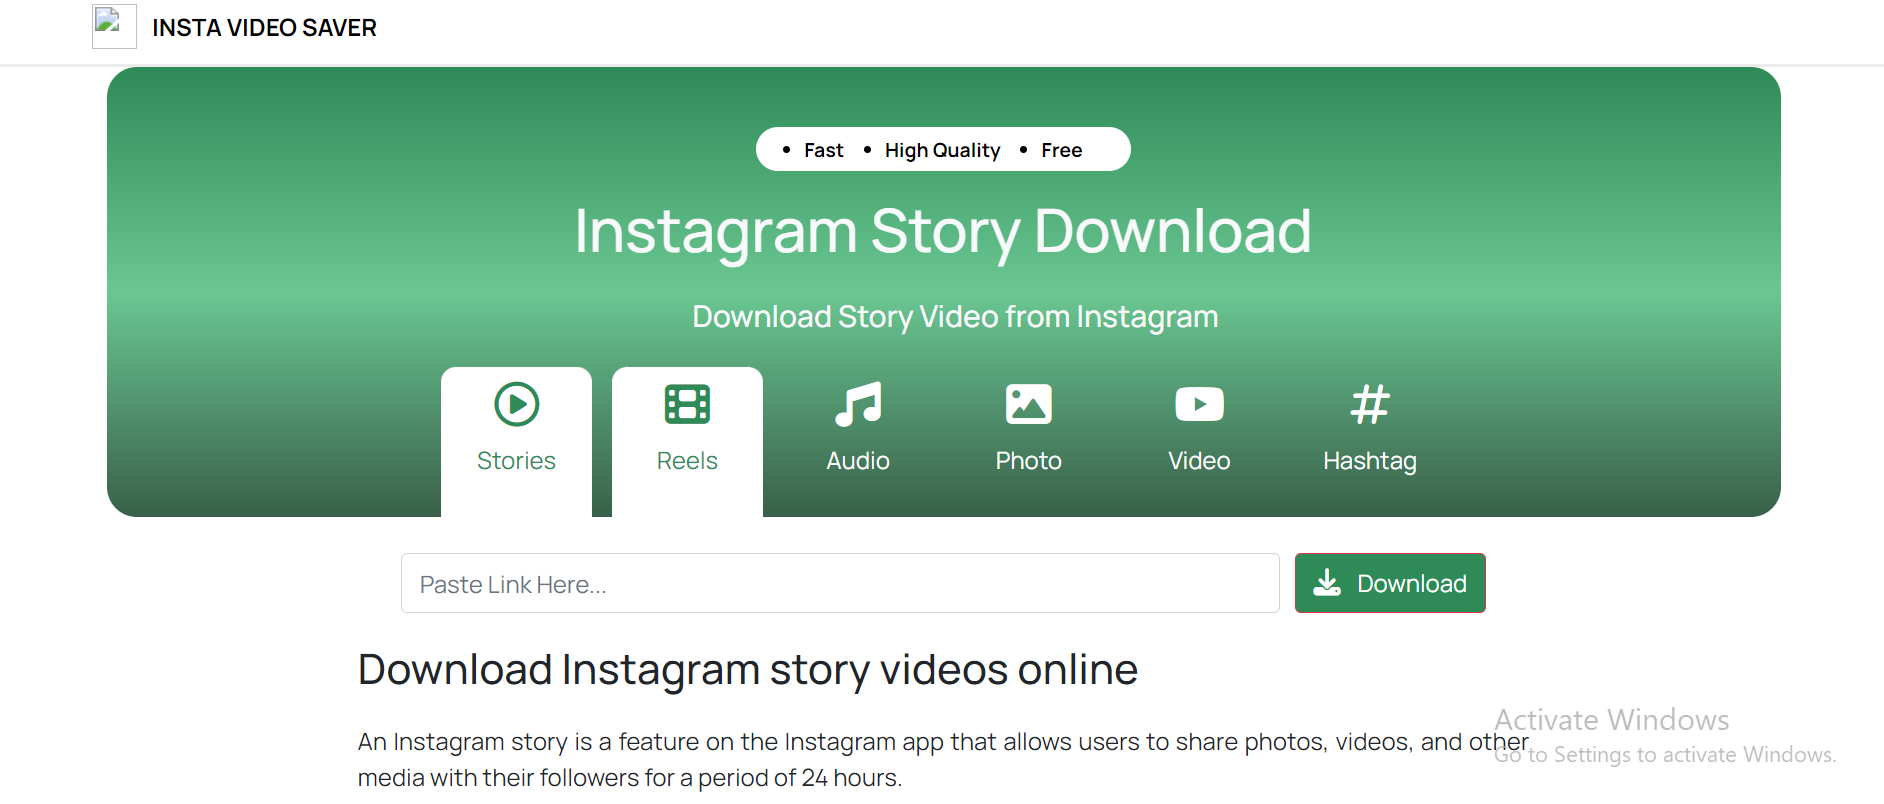 INSTA VIDEO SAVER
• Fast • High Quality • Free
Instagram Story Download
Download Story Video from Instagram
Stories Reels Audio Photo Video Hashtag
Paste Link Here...
Download
Download Instagram story videos online
An Instagram story is a feature on the Instagram app that allows users to share photos, videos, and other
media with their followers for a period of 24 hours.
Activate Windows
Go to Settings to activate Windows.